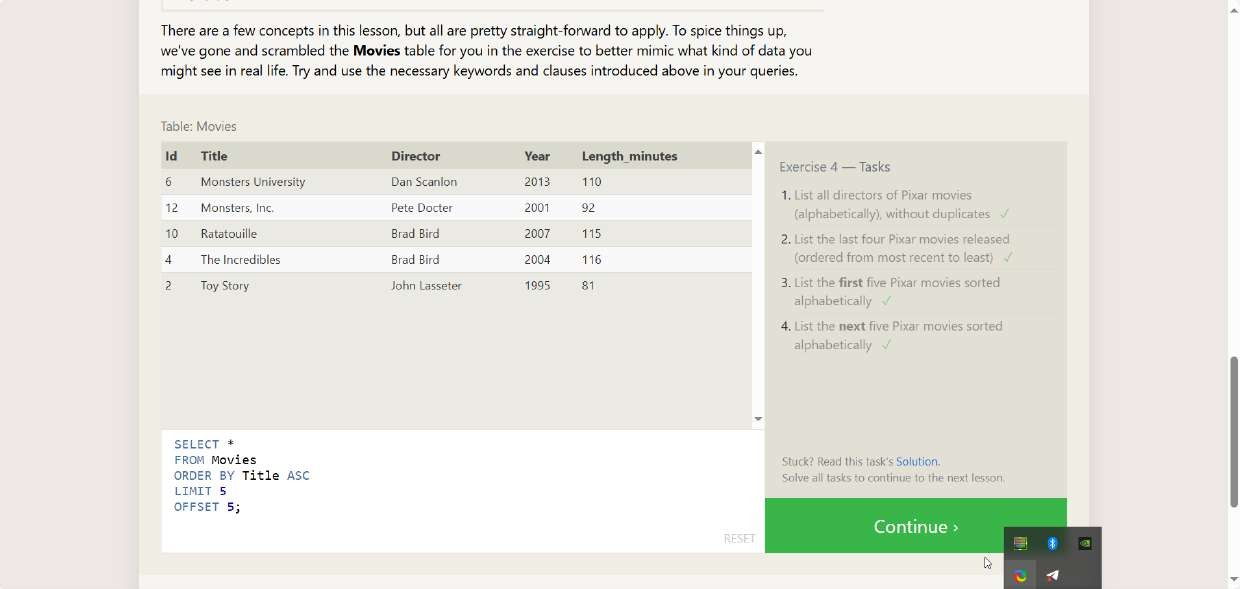 There are a few concepts in this lesson, but all are pretty straight-forward to apply. To spice things up,
we've gone and scrambled the Movies table for you in the exercise to better mimic what kind of data you
might see in real life. Try and use the necessary keywords and clauses introduced above in your queries.
Table: Movies
Id Title Director Year Length_minutes
6 Monsters University Dan Scanlon 2013 110
12 Monsters, Inc. Pete Docter 2001 92
10 Ratatouille Brad Bird 2007 115
4 The Incredibles Brad Bird 2004 116
2 Toy Story John Lasseter 1995 81
SELECT *
FROM Movies
ORDER BY Title ASC
LIMIT 5
OFFSET 5;
RESET
Exercise 4 — Tasks
1. List all directors of Pixar movies
(alphabetically), without duplicates ✓
2. List the last four Pixar movies released
(ordered from most recent to least) ✓
3. List the first five Pixar movies sorted
alphabetically ✓
4. List the next five Pixar movies sorted
alphabetically ✓
Stuck? Read this task's Solution.
Solve all tasks to continue to the next lesson.
Continue ›